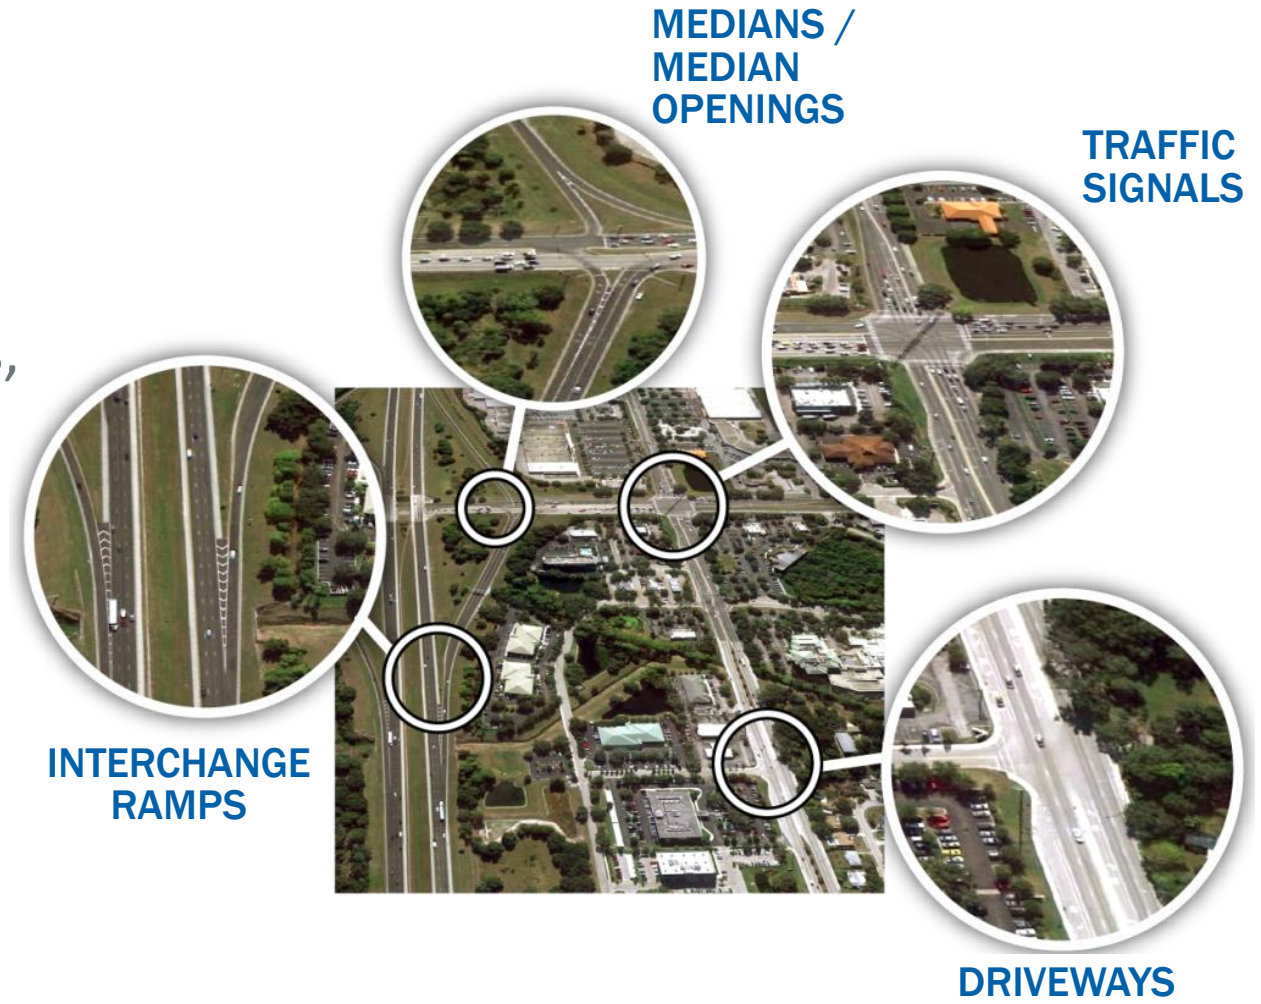 MEDIANS /
MEDIAN
OPENINGS
TRAFFIC
SIGNALS
INTERCHANGE
RAMPS
DRIVEWAYS